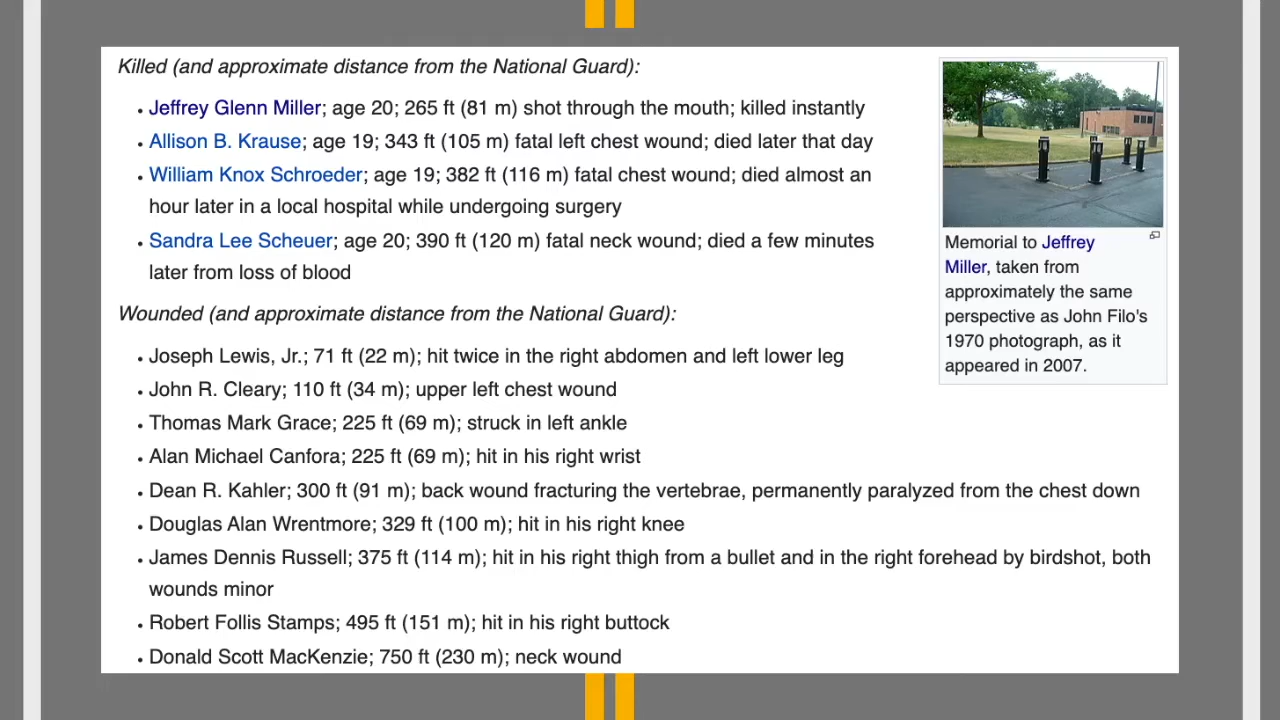 Killed (and approximate distance from the National Guard):
• Jeffrey Glenn Miller; age 20; 265 ft (81 m) shot through the mouth; killed instantly
• Allison B. Krause; age 19; 343 ft (105 m) fatal left chest wound; died later that day
• William Knox Schroeder; age 19; 382 ft (116 m) fatal chest wound; died almost an
hour later in a local hospital while undergoing surgery
• Sandra Lee Scheuer; age 20; 390 ft (120 m) fatal neck wound; died a few minutes
later from loss of blood
Wounded (and approximate distance from the National Guard):
• Joseph Lewis, Jr.; 71 ft (22 m); hit twice in the right abdomen and left lower leg
• John R. Cleary; 110 ft (34 m); upper left chest wound
• Thomas Mark Grace; 225 ft (69 m); struck in left ankle
• Alan Michael Canfora; 225 ft (69 m); hit in his right wrist
• Dean R. Kahler; 300 ft (91 m); back wound fracturing the vertebrae, permanently paralyzed from the chest down
• Douglas Alan Wrentmore; 329 ft (100 m); hit in his right knee
• James Dennis Russell; 375 ft (114 m); hit in his right thigh from a bullet and in the right forehead by birdshot, both
wounds minor
• Robert Follis Stamps; 495 ft (151 m); hit in his right buttock
• Donald Scott MacKenzie; 750 ft (230 m); neck wound
Memorial to Jeffrey
Miller, taken from
approximately the same
perspective as John Filo's
1970 photograph, as it
appeared in 2007.